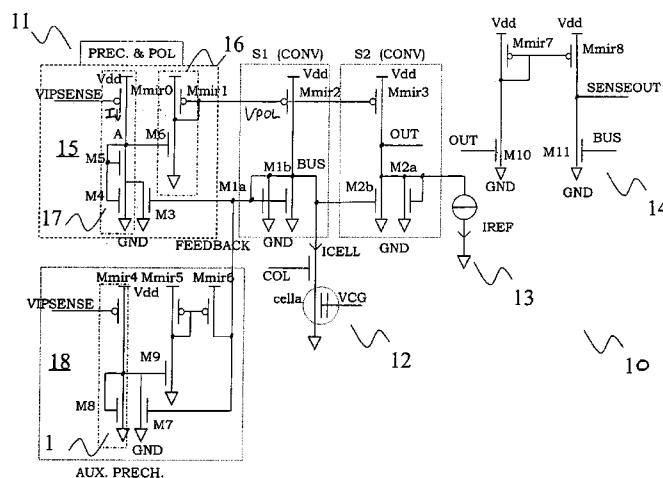 11
PREC. & POL
16
S1 (CONV)
S2 (CONV)
Vdd
Mmir7
Vdd
Mmir8
Vdd
Mmir0
Mmir1
Vdd
Mmir2
Vdd
Mmir3
VIPSENSE
I1
VPOL
SENSEOUT
A
M6
OUT
OUT
M10
M11
BUS
15
M5
M1a
M1b
BUS
M2b
M2a
GND
GND
14
M4
M3
17
GND
FEEDBACK
GND
GND
IREF
ICELL
COL
13
Mmir4
Mmir5
Mmir6
VIPSENSE
Vdd
cella
VCG
12
10
18
M9
M8
M7
1
GND
AUX. PRECH.